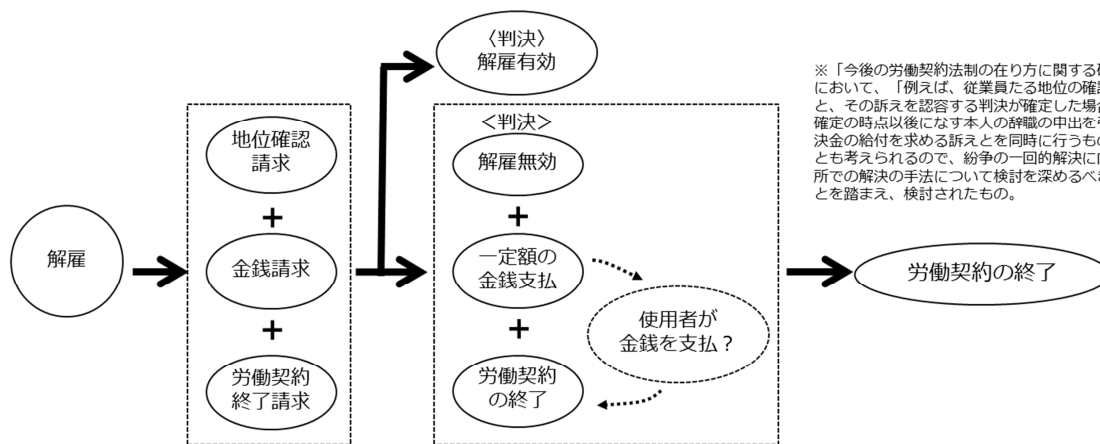 〈判決〉
解雇有効
※「今後の労働契約法制の在り方に関する
において、「例えば、従業員たる地位の確認
と、その訴えを認容する判決が確定した場合
確定の時点以後になす本人の辞職の申出を
決金の給付を求める訴えとを同時に行うもの
とも考えられるので、紛争の一回的解決に
所での解決の手法について検討を深めるべき
とを踏まえ、検討されたもの。
解雇
地位確認
請求
+
金銭請求
+
労働契約
終了請求
<判決>
解雇無効
+
一定額の
金銭支払
+
労働契約
の終了
使用者が
金銭を支払?
労働契約の終了